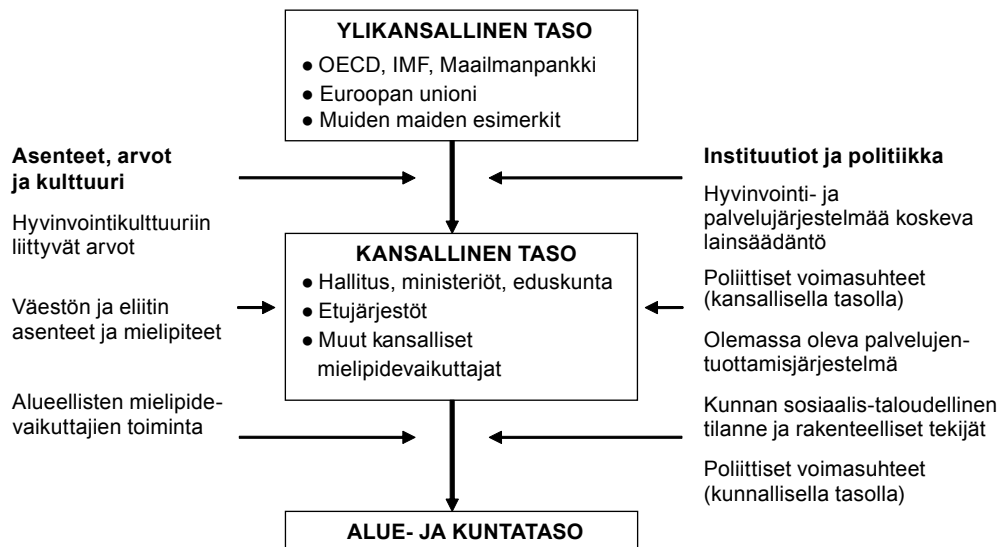 YLIKANSALLINEN TASO
● OECD, IMF, Maailmanpankki
● Euroopan unioni
● Muiden maiden esimerkit
Asenteet, arvot
ja kulttuuri
Hyvinvointikulttuuriin
liittyvät arvot
Väestön ja eliitin
asenteet ja mielipiteet
Alueellisten mielipide-
vaikuttajien toiminta
KANSALLINEN TASO
● Hallitus, ministeriöt, eduskunta
● Etujärjestöt
● Muut kansalliset
mielipidevaikuttajat
Instituutiot ja politiikka
Hyvinvointi- ja
palvelujärjestelmää koskeva
lainsäädäntö
Poliittiset voimasuhteet
(kansallisella tasolla)
Olemassa oleva palvelujen-
tuottamisjärjestelmä
Kunnan sosiaalis-taloudellinen
tilanne ja rakenteelliset tekijät
Poliittiset voimasuhteet
(kunnallisella tasolla)
ALUE- JA KUNTATASO